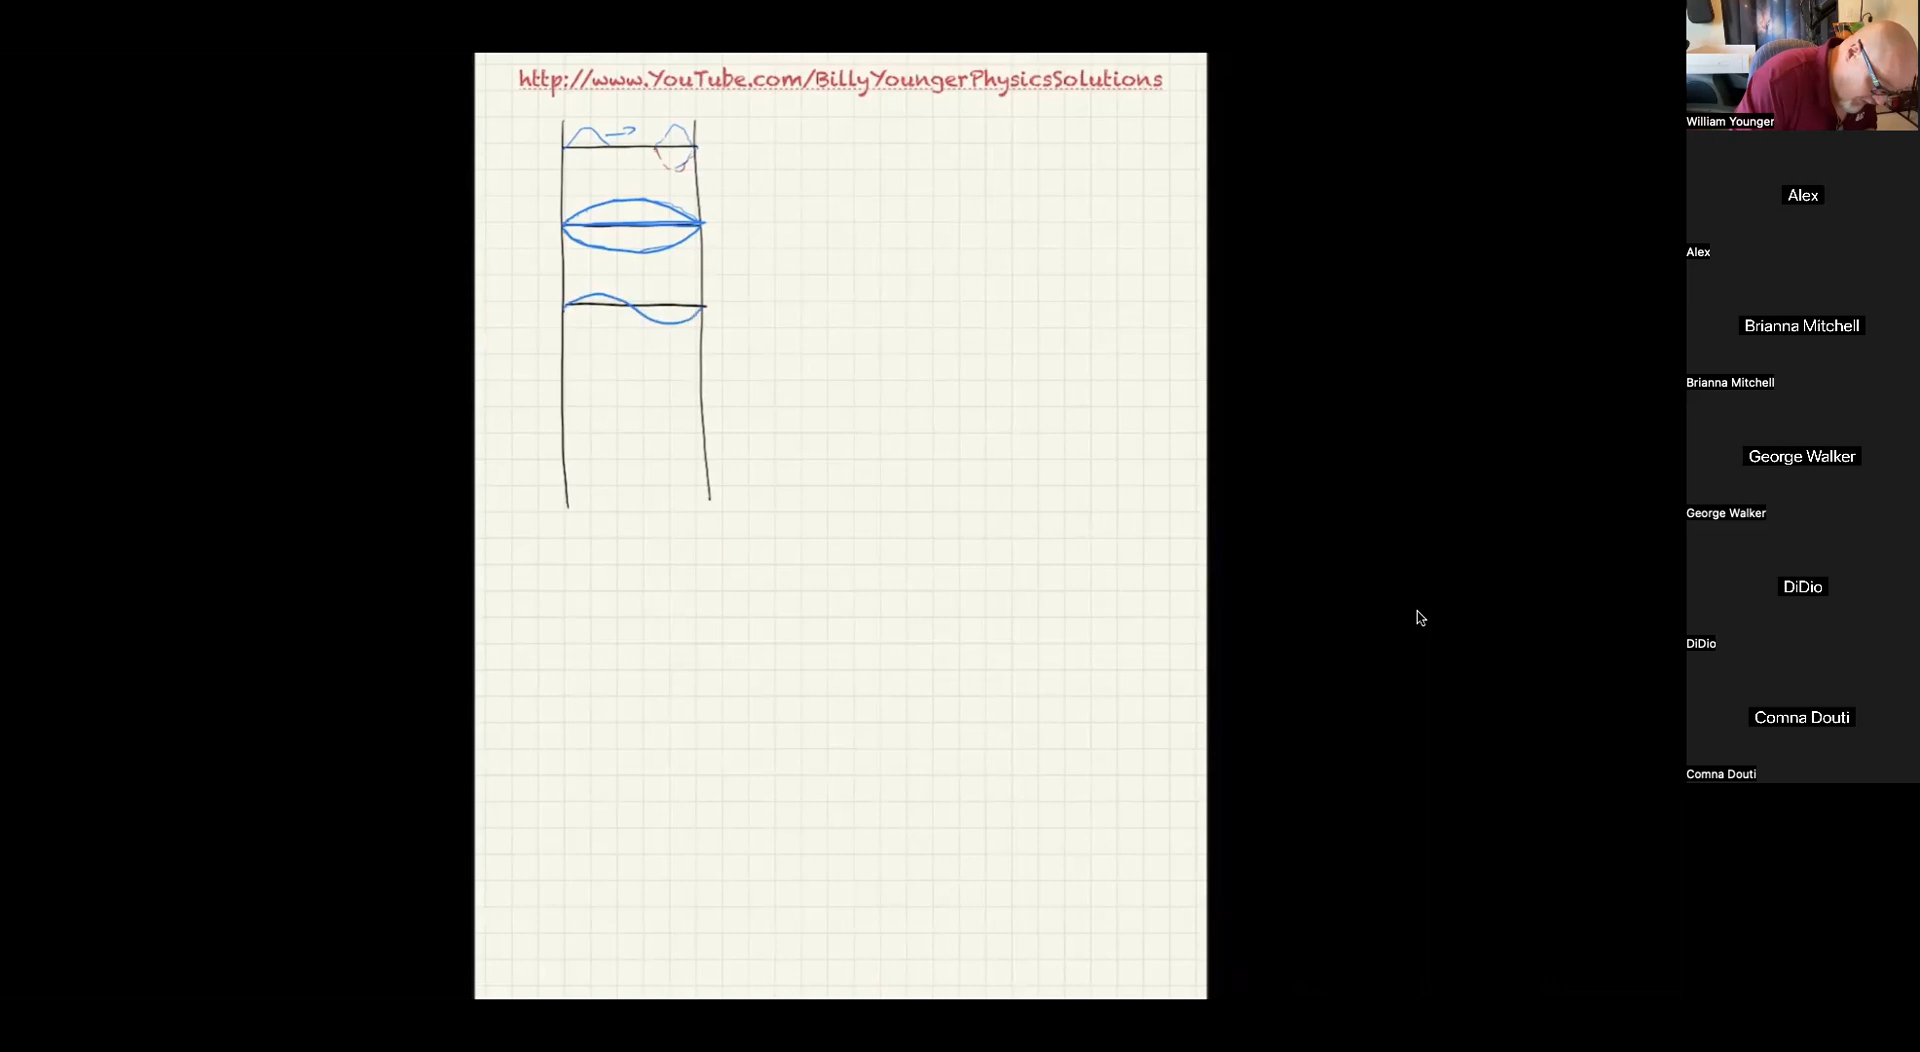 http://www.YouTube.com/BillyYoungerPhysicsSolutions
William Younger
Alex
Alex
Brianna Mitchell
Brianna Mitchell
George Walker
George Walker
DiDio
DiDio
Comna Douti
Comna Douti